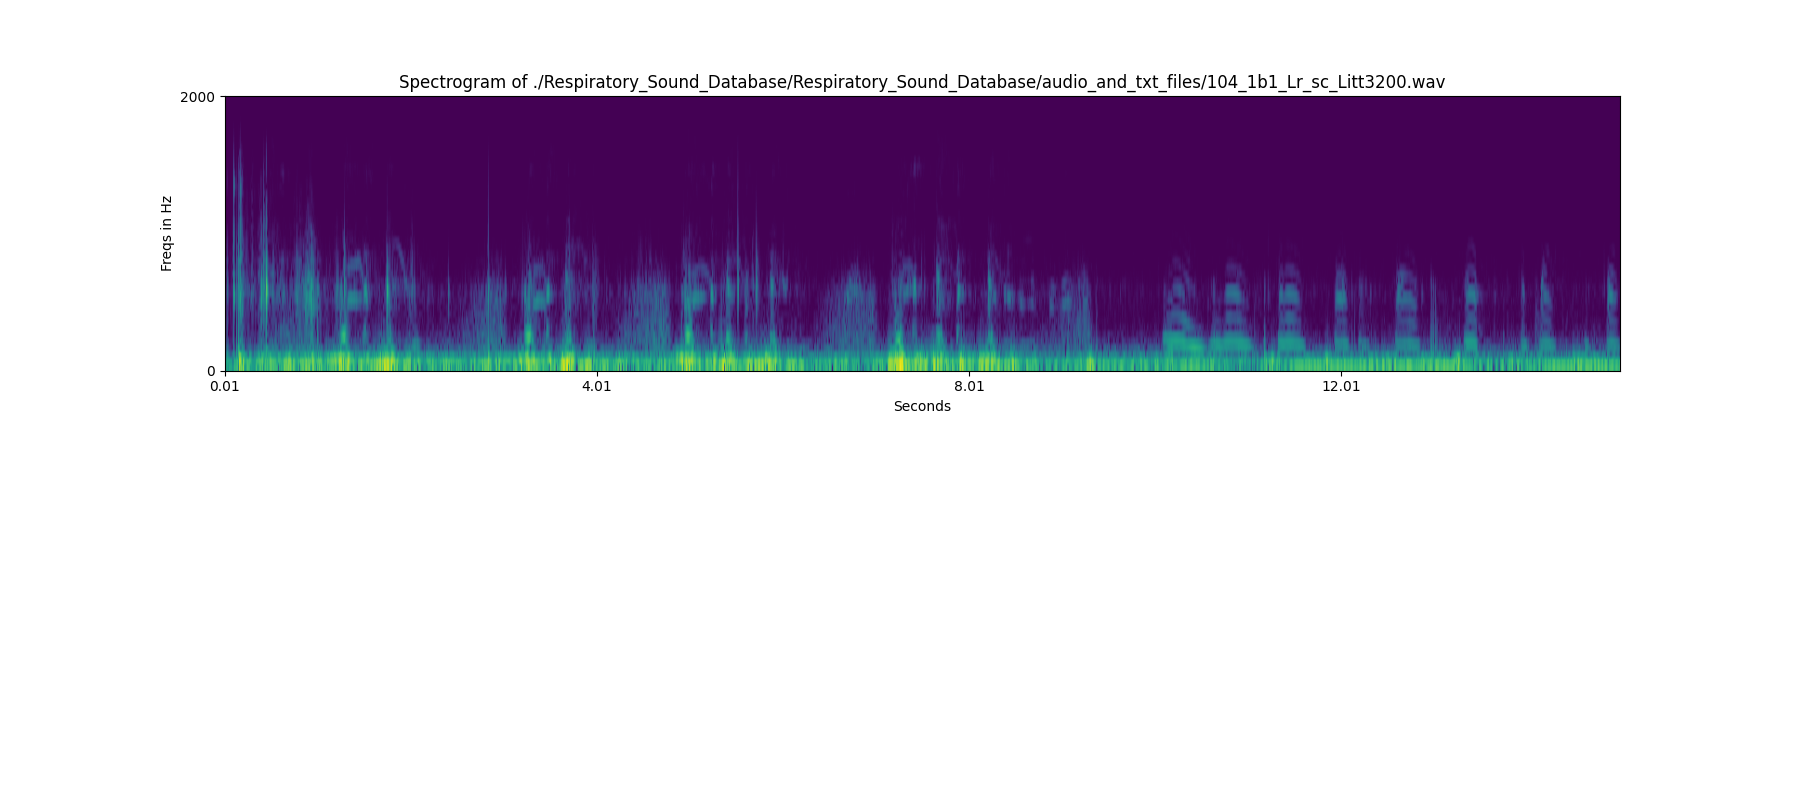 Spectrogram of ./Respiratory_Sound_Database/Respiratory_Sound_Database/audio_and_txt_files/104_1b1_Lr_sc_Litt3200.wav
2000
Freqs in Hz
0
0.01 4.01 8.01 12.01
Seconds